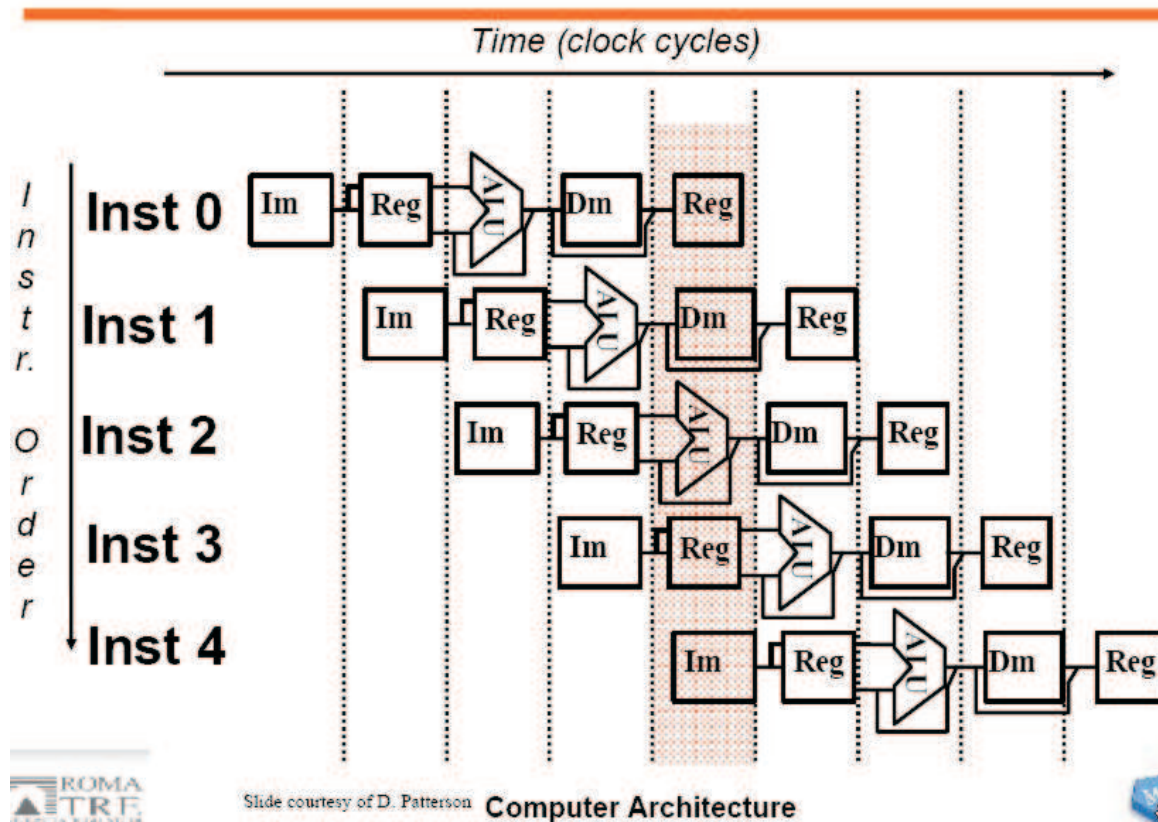 Time (clock cycles)
Instr. Order
Inst 0
Im Reg ALU Dm Reg
Inst 1
Im Reg ALU Dm Reg
Inst 2
Im Reg ALU Dm Reg
Inst 3
Im Reg ALU Dm Reg
Inst 4
Im Reg ALU Dm Reg
ROMA
TRE
Slide courtesy of D. Patterson
Computer Architecture